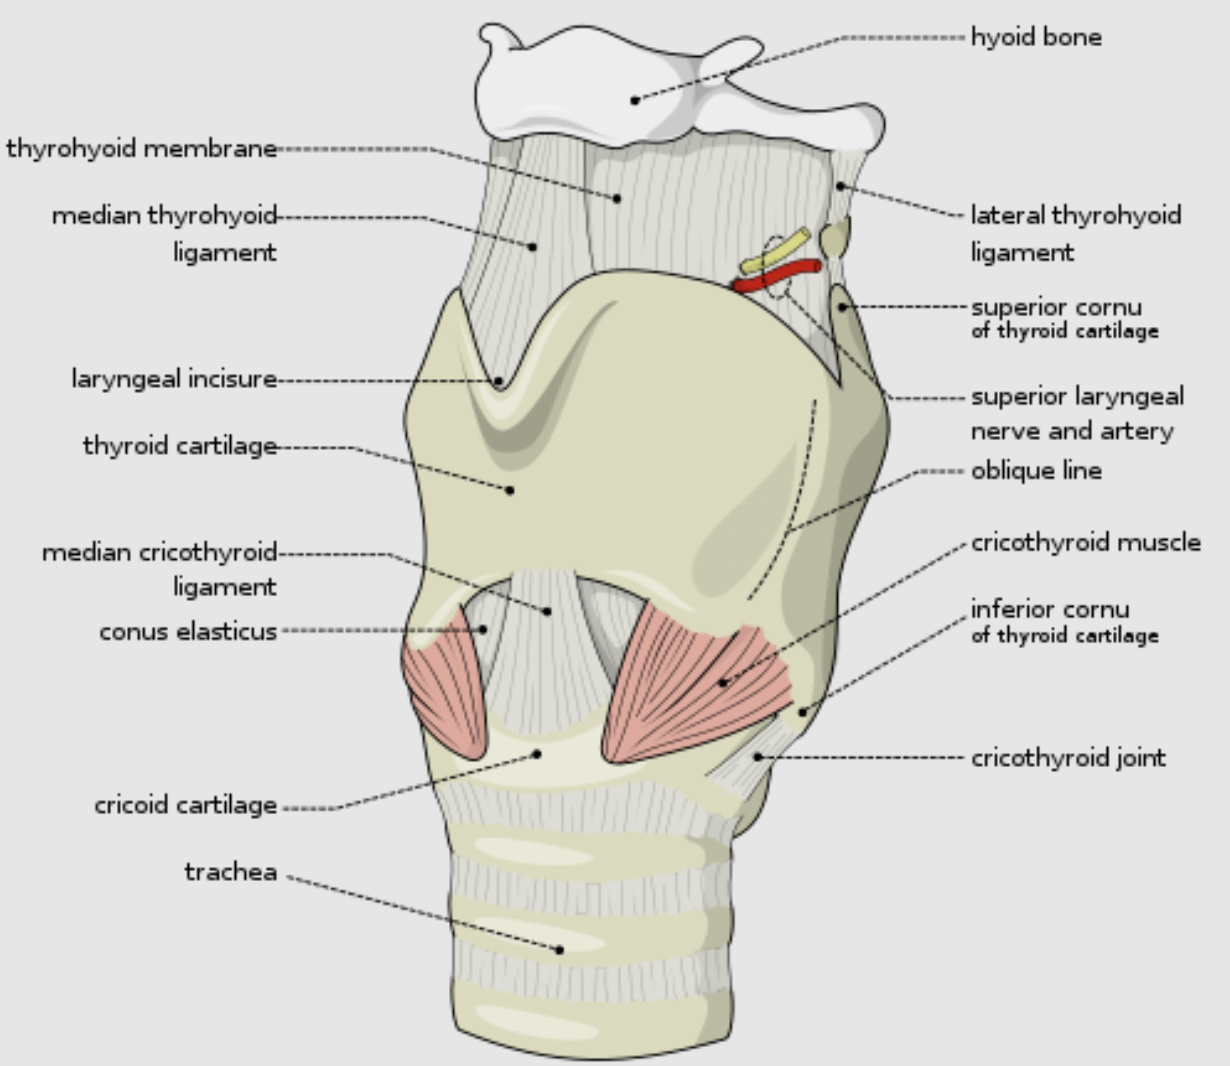 hyoid bone
thyrohyoid membrane
median thyrohyoid
ligament
laryngeal incisure
thyroid cartilage
median cricothyroid
ligament
conus elasticus
cricoid cartilage
trachea
lateral thyrohyoid
ligament
superior cornu
of thyroid cartilage
superior laryngeal
nerve and artery
oblique line
cricothyroid muscle
inferior cornu
of thyroid cartilage
cricothyroid joint